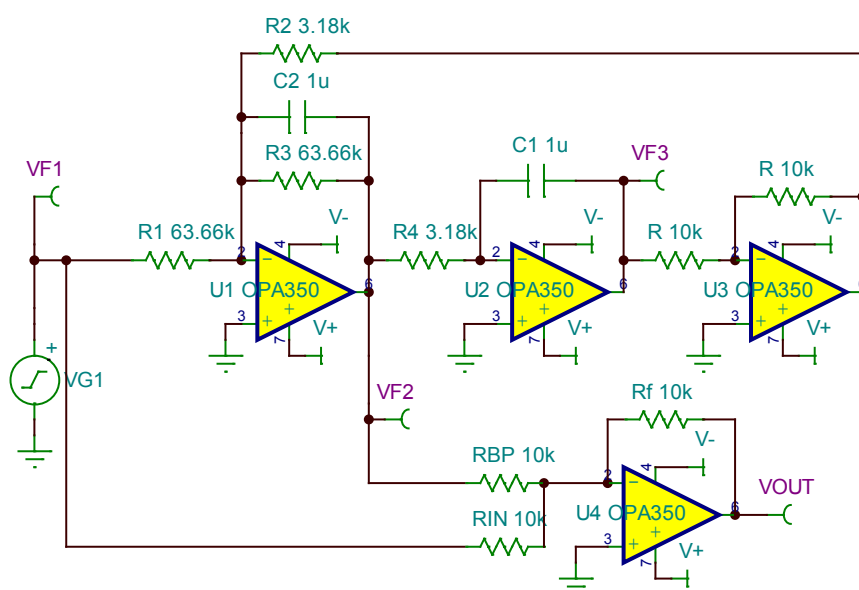 R2 3.18k
C2 1u
R3 63.66k
C1 1u
VF3
VF1
R 10k
R1 63.66k
V-
R4 3.18k
V-
R 10k
V-
2
4
2
4
2
4
U1 OPA350
6
U2 OPA350
6
U3 OPA350
3
7
V+
3
7
V+
3
7
V+
VG1
VF2
Rf 10k
V-
RBP 10k
2
4
VOUT
RIN 10k
U4 OPA350
6
3
7
V+